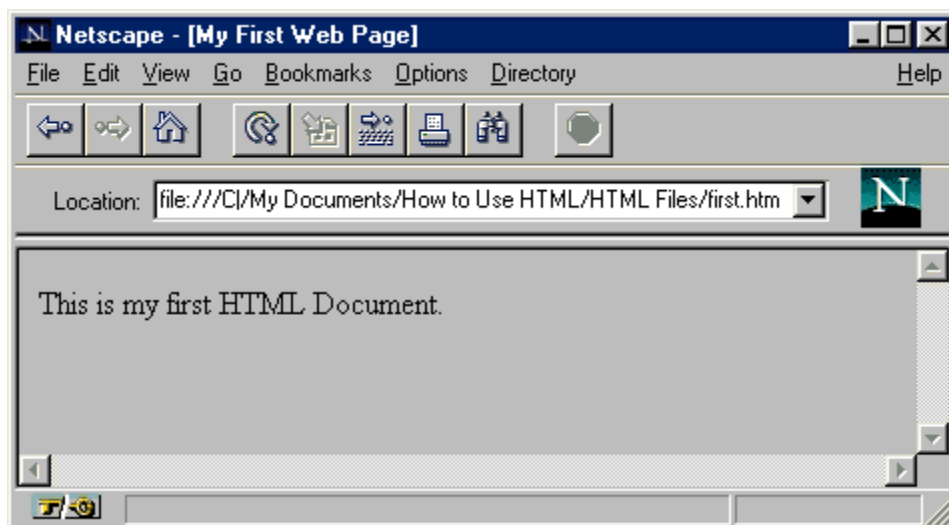 N Netscape - [My First Web Page]
File Edit View Go Bookmarks Options Directory Help
Location: file:///C|/My Documents/How to Use HTML/HTML Files/first.htm N
This is my first HTML Document.